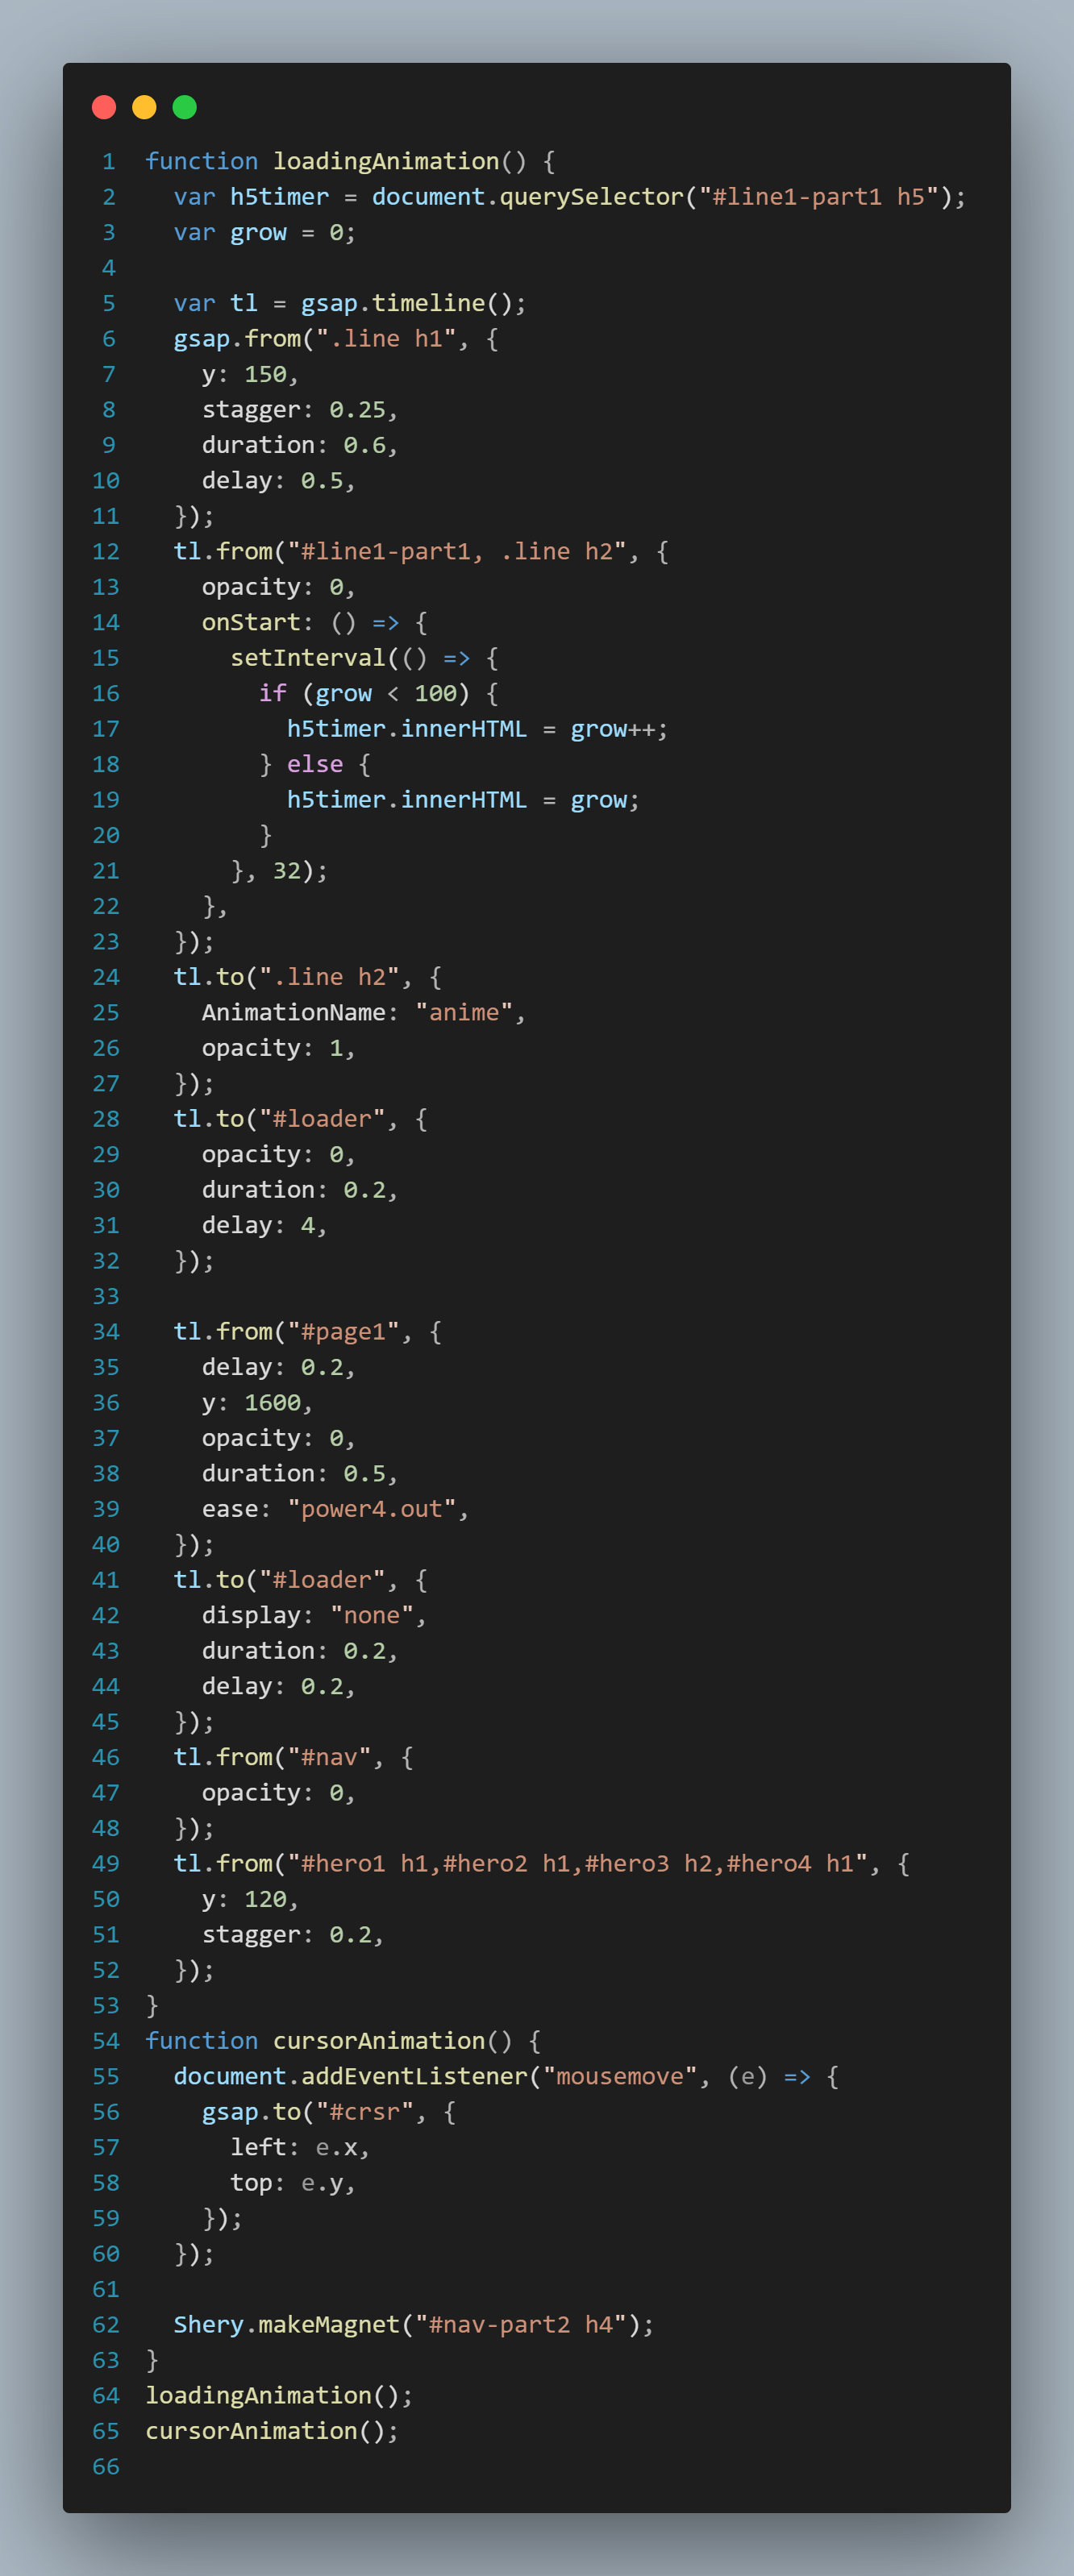 1 function loadingAnimation() {
2   var h5timer = document.querySelector("#line1-part1 h5");
3   var grow = 0;
4
5   var tl = gsap.timeline();
6   gsap.from(".line h1", {
7     y: 150,
8     stagger: 0.25,
9     duration: 0.6,
10     delay: 0.5,
11   });
12   tl.from("#line1-part1, .line h2", {
13     opacity: 0,
14     onStart: () => {
15       setInterval(() => {
16         if (grow < 100) {
17           h5timer.innerHTML = grow++;
18         } else {
19           h5timer.innerHTML = grow;
20         }
21       }, 32);
22     },
23   });
24   tl.to(".line h2", {
25     AnimationName: "anime",
26     opacity: 1,
27   });
28   tl.to("#loader", {
29     opacity: 0,
30     duration: 0.2,
31     delay: 4,
32   });
33
34   tl.from("#page1", {
35     delay: 0.2,
36     y: 1600,
37     opacity: 0,
38     duration: 0.5,
39     ease: "power4.out",
40   });
41   tl.to("#loader", {
42     display: "none",
43     duration: 0.2,
44     delay: 0.2,
45   });
46   tl.from("#nav", {
47     opacity: 0,
48   });
49   tl.from("#hero1 h1,#hero2 h1,#hero3 h2,#hero4 h1", {
50     y: 120,
51     stagger: 0.2,
52   });
53 }
54 function cursorAnimation() {
55   document.addEventListener("mousemove", (e) => {
56     gsap.to("#crsr", {
57       left: e.x,
58       top: e.y,
59     });
60   });
61
62   Shery.makeMagnet("#nav-part2 h4");
63 }
64 loadingAnimation();
65 cursorAnimation();
66